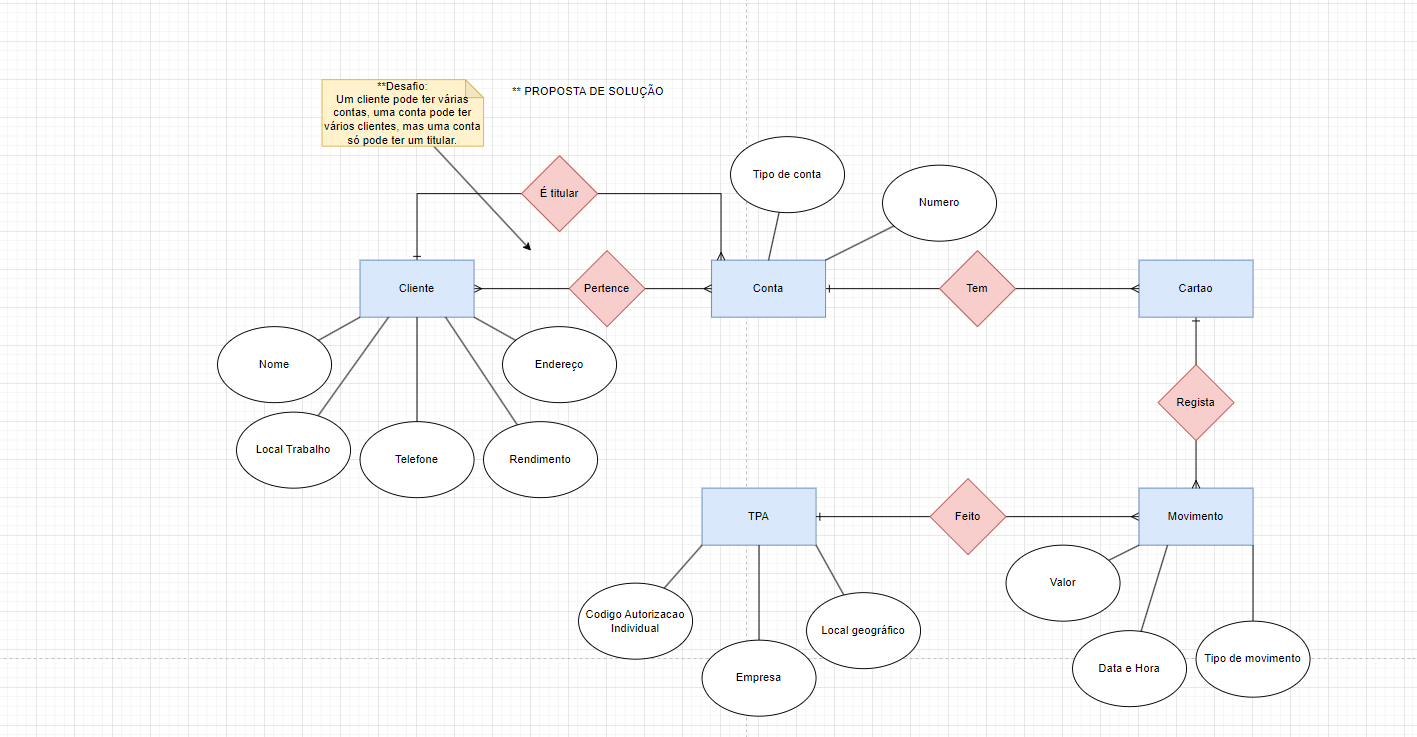 **Desafio:
Um cliente pode ter várias
contas, uma conta pode ter
vários clientes, mas uma conta
só pode ter um titular.
** PROPOSTA DE SOLUÇÃO
É titular
Tipo de conta
Numero
Cliente
Pertence
Conta
Tem
Cartao
Nome
Endereço
Local Trabalho
Telefone
Rendimento
Regista
TPA
Feito
Movimento
Valor
Codigo Autorizacao
Individual
Local geográfico
Empresa
Data e Hora
Tipo de movimento